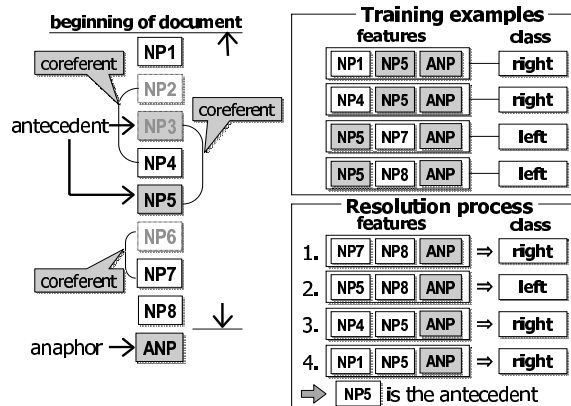 beginning of document
NP1
coreferent
NP2
coreferent
antecedent
NP3
NP4
NP5
NP6
coreferent
NP7
NP8
anaphor
ANP
Training examples
features class
NP1 NP5 ANP right
NP4 NP5 ANP right
NP5 NP7 ANP left
NP5 NP8 ANP left
Resolution process
features class
1. NP7 NP8 ANP ⇒ right
2. NP5 NP8 ANP ⇒ left
3. NP4 NP5 ANP ⇒ right
4. NP1 NP5 ANP ⇒ right
NP5 is the antecedent